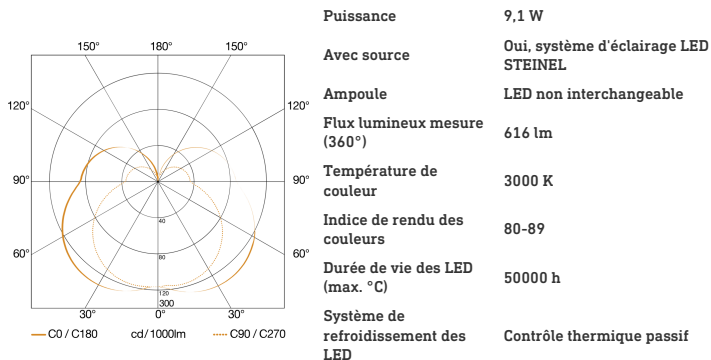 150° 180° 150°
120° 120°
90° 90°
60° 60°
40
80
120
300
30° 0° 30°
C0 / C180 cd/1000lm C90 / C270
Puissance 9,1 W
Avec source Oui, système d'éclairage LED
STEINEL
Ampoule LED non interchangeable
Flux lumineux mesure
(360°) 616 lm
Température de
couleur 3000 K
Indice de rendu des
couleurs 80-89
Durée de vie des LED
(max. °C) 50000 h
Système de
refroidissement des
LED Contrôle thermique passif